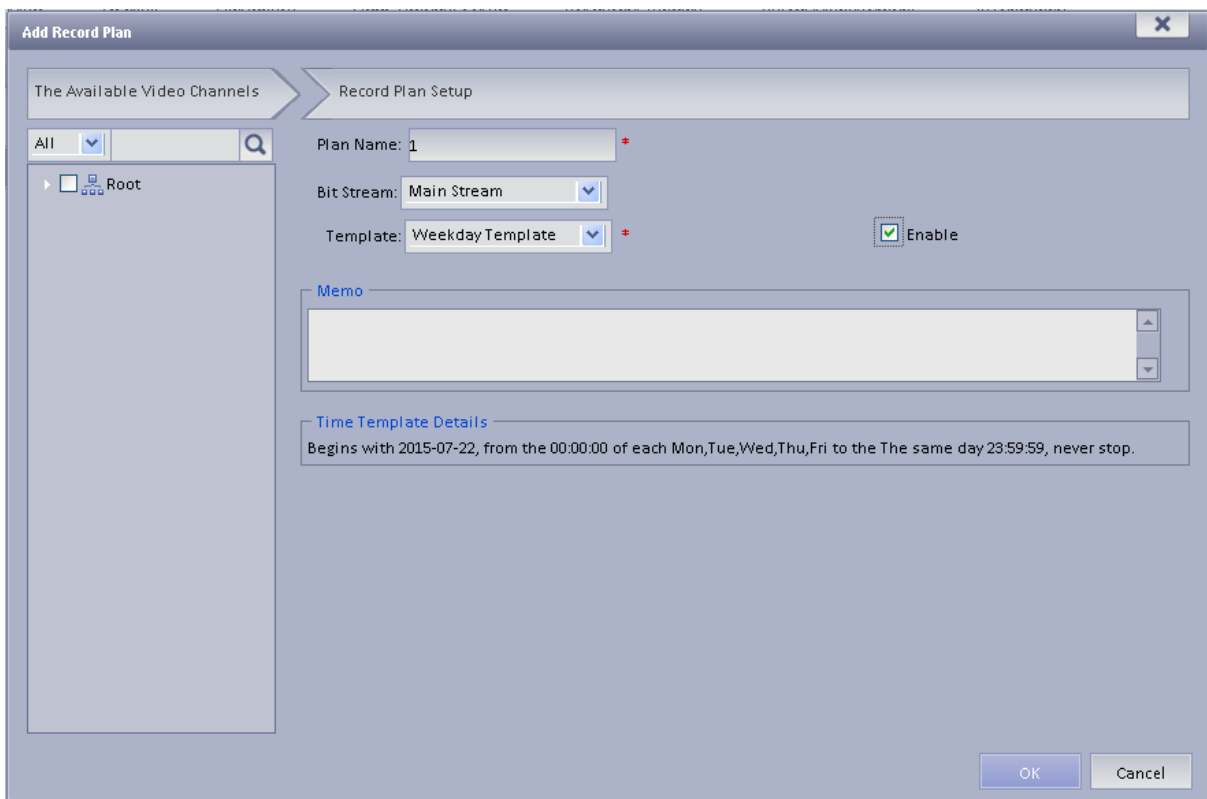 Add Record Plan
The Available Video Channels
Record Plan Setup
All
Root
Plan Name: 1 *
Bit Stream: Main Stream
Template: Weekday Template *
Enable
Memo
Time Template Details
Begins with 2015-07-22, from the 00:00:00 of each Mon,Tue,Wed,Thu,Fri to the The same day 23:59:59, never stop.
OK
Cancel